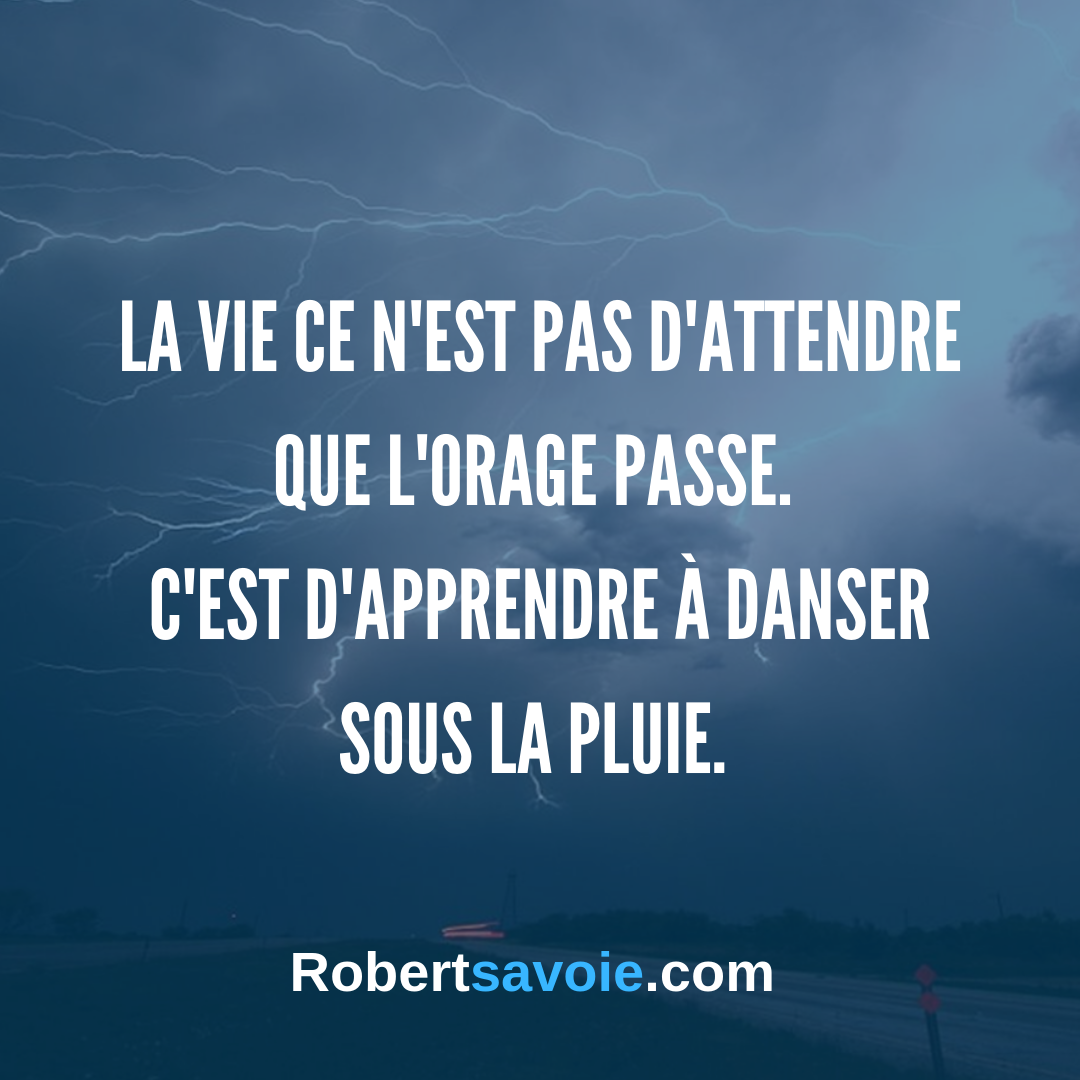 LA VIE CE N'EST PAS D'ATTENDRE
QUE L'ORAGE PASSE.
C'EST D'APPRENDRE À DANSER
SOUS LA PLUIE.
Robertsavoie.com